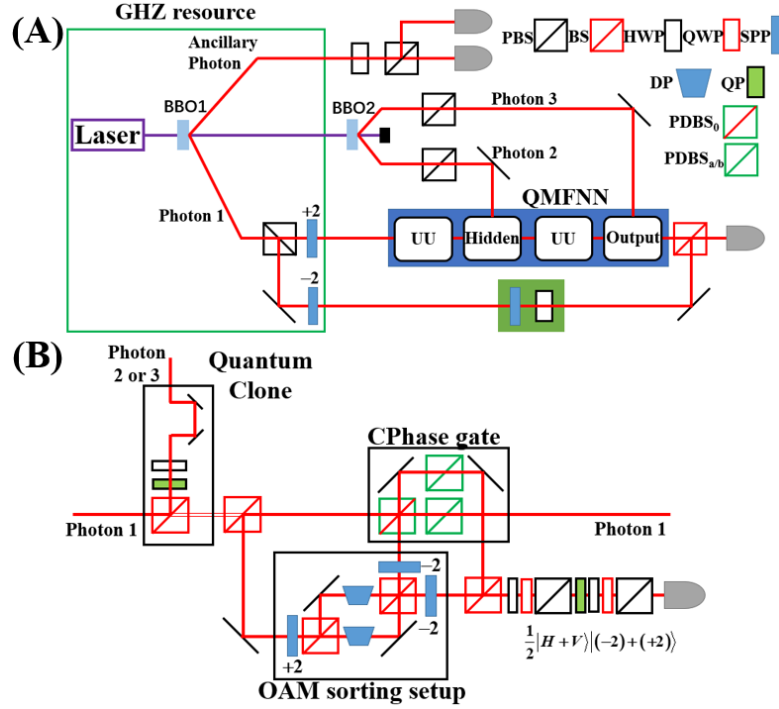 (A)
GHZ resource
Ancillary
Photon
BBO1
BBO2
Laser
Photon 1
+2
−2
Photon 3
Photon 2
QMFNN
UU
Hidden
UU
Output
PBS
BS
HWP
QWP
SPP
DP
QP
PDBS₀
PDBSa/b
(B)
Photon
2 or 3
Quantum
Clone
CPhase gate
Photon 1
Photon 1
−2
−2
+2
OAM sorting setup
1/2|H+V⟩|(−2)+(+2)⟩